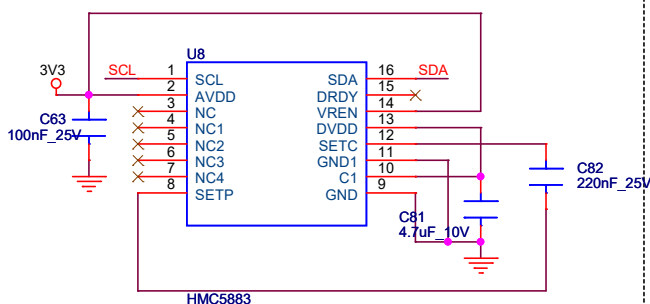 U8
3V3
SCL
1
SCL
SDA
16
SDA
2
AVDD
DRDY
15
3
NC
VREN
14
C63
100nF_25V
4
NC1
DVDD
13
5
NC2
SETC
12
6
NC3
GND1
11
7
NC4
C1
10
8
SETP
GND
9
C82
220nF_25V
C81
4.7uF_10V
HMC5883